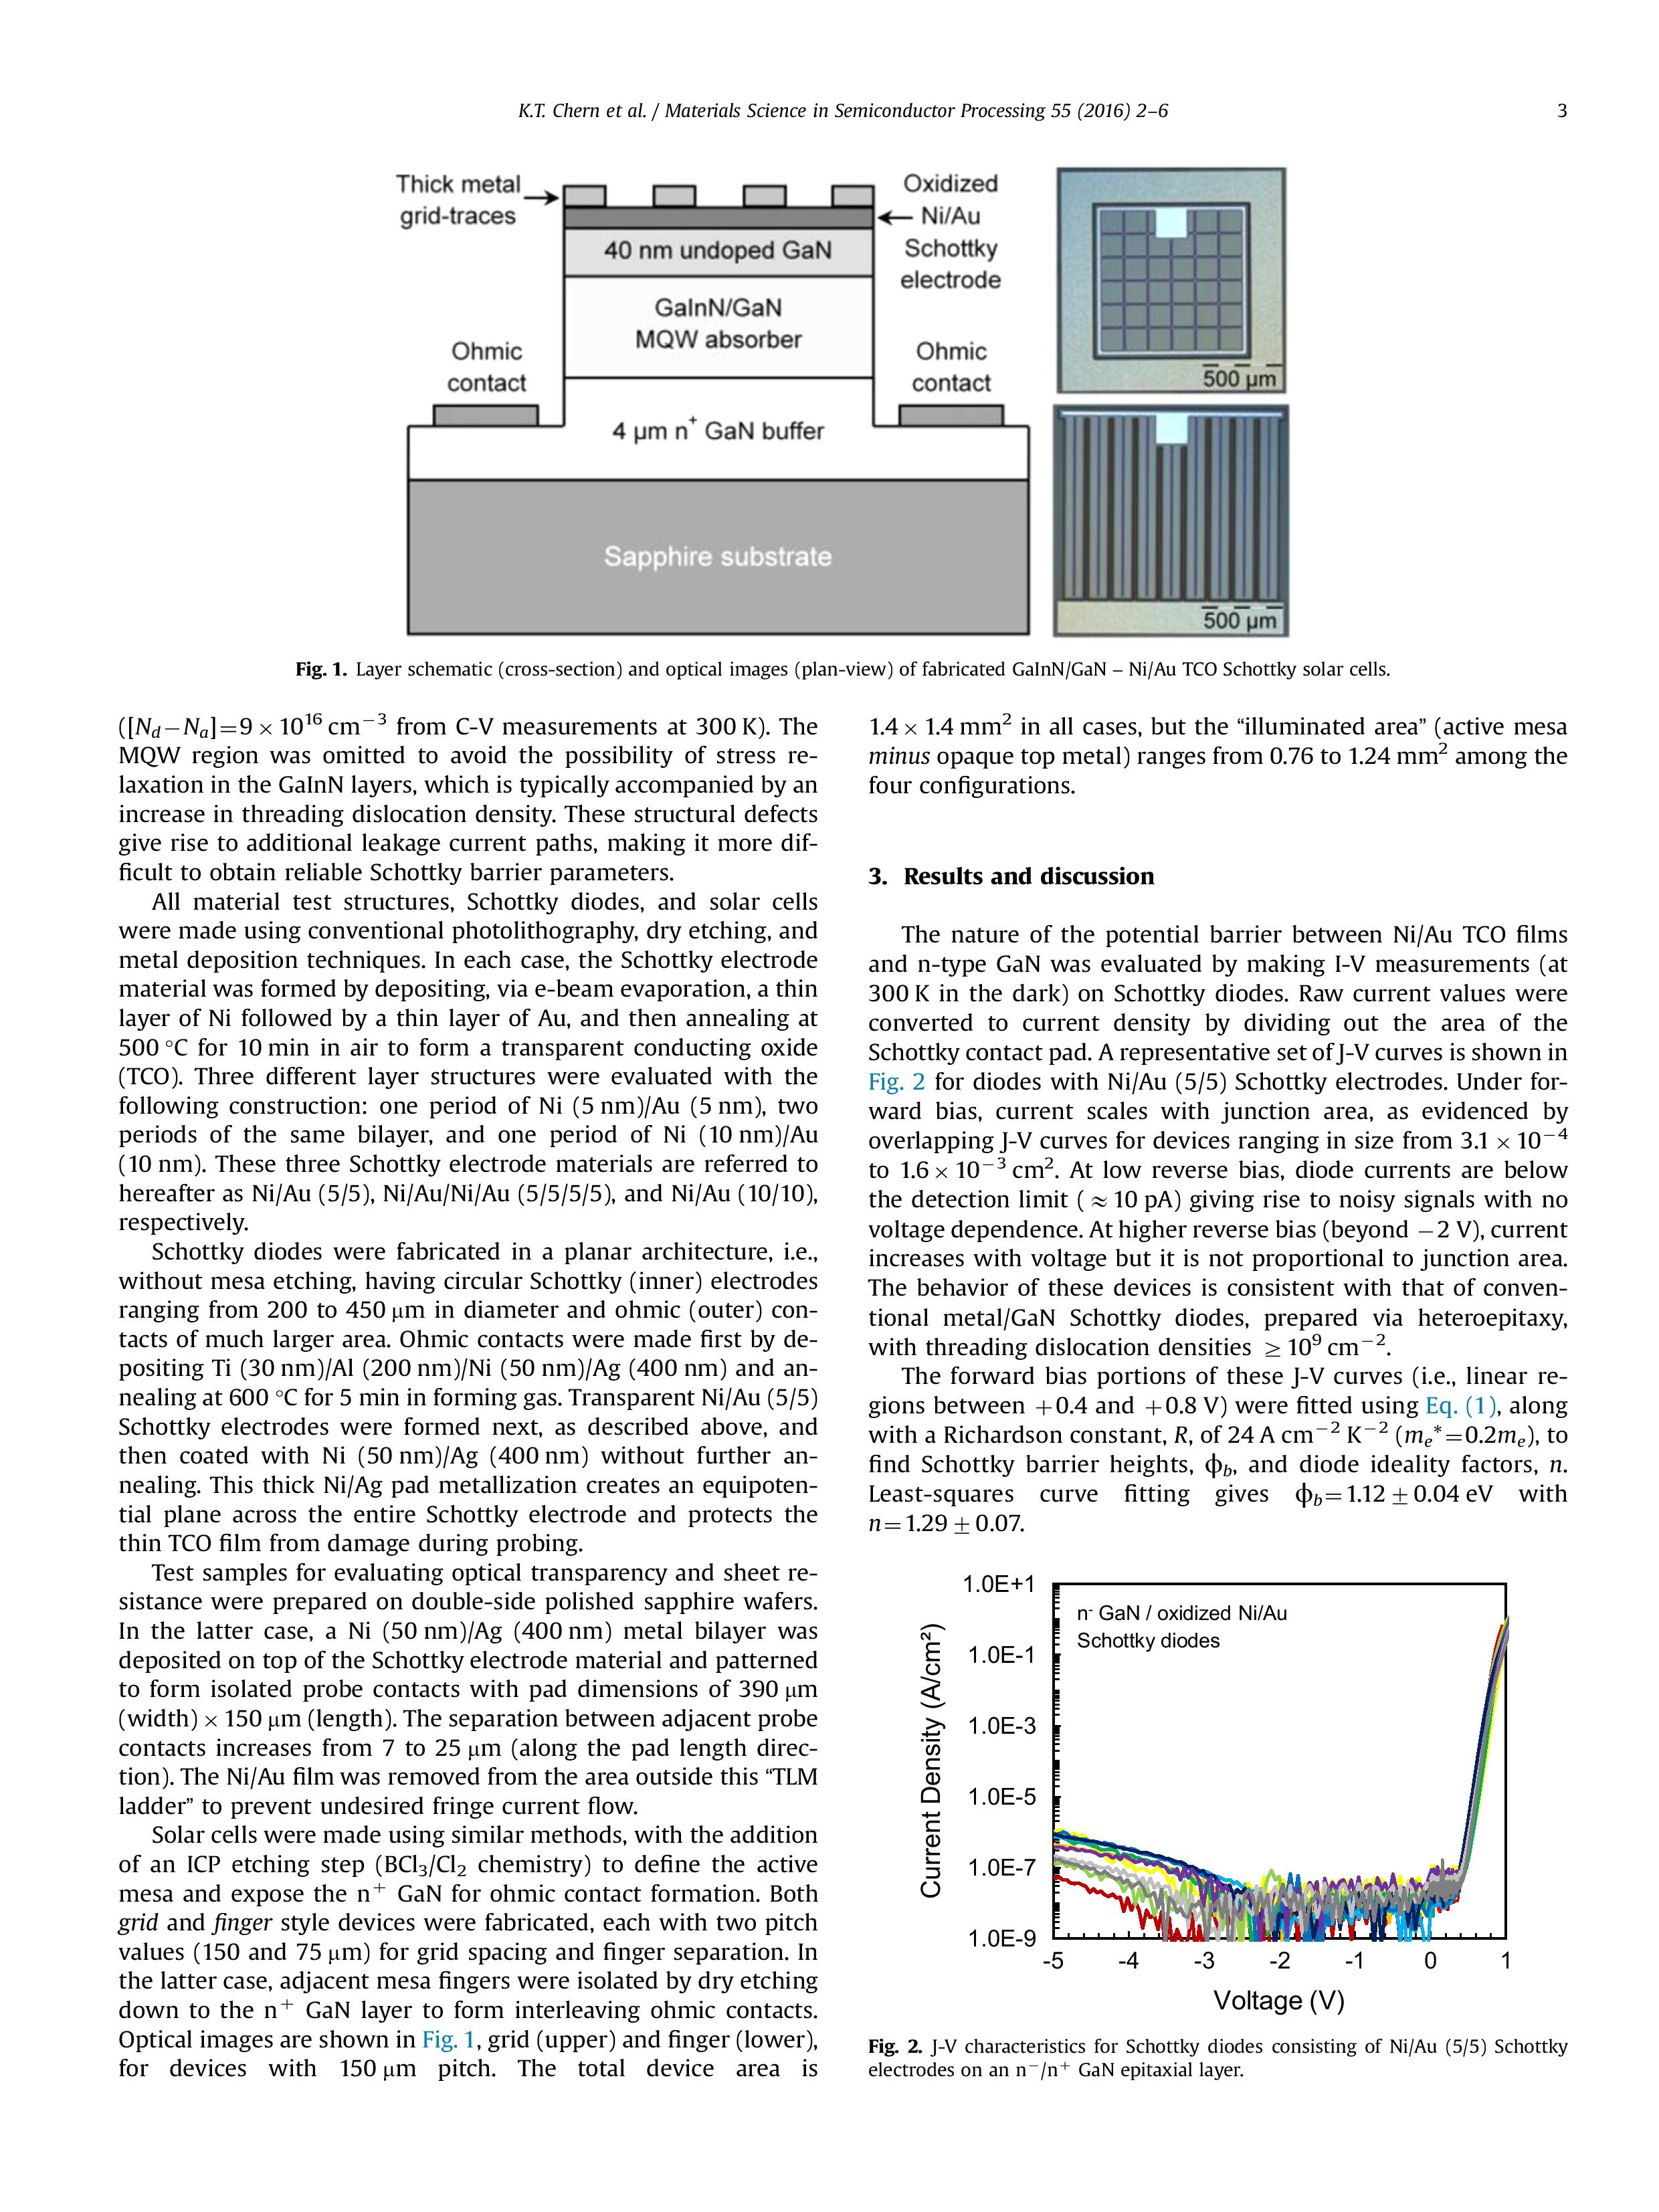 K.T. Chern et al. / Materials Science in Semiconductor Processing 55 (2016) 2–6
3
Thick metal
grid-traces
Oxidized
Ni/Au
Schottky
electrode
40 nm undoped GaN
GaInN/GaN
MQW absorber
Ohmic
contact
Ohmic
contact
4 μm n⁺ GaN buffer
Sapphire substrate
500 μm
500 μm
Fig. 1. Layer schematic (cross-section) and optical images (plan-view) of fabricated GaInN/GaN – Ni/Au TCO Schottky solar cells.
([Nd−Na]=9 × 10¹⁶ cm⁻³ from C-V measurements at 300 K). The
MQW region was omitted to avoid the possibility of stress re-
laxation in the GaInN layers, which is typically accompanied by an
increase in threading dislocation density. These structural defects
give rise to additional leakage current paths, making it more dif-
ficult to obtain reliable Schottky barrier parameters.
All material test structures, Schottky diodes, and solar cells
were made using conventional photolithography, dry etching, and
metal deposition techniques. In each case, the Schottky electrode
material was formed by depositing, via e-beam evaporation, a thin
layer of Ni followed by a thin layer of Au, and then annealing at
500 °C for 10 min in air to form a transparent conducting oxide
(TCO). Three different layer structures were evaluated with the
following construction: one period of Ni (5 nm)/Au (5 nm), two
periods of the same bilayer, and one period of Ni (10 nm)/Au
(10 nm). These three Schottky electrode materials are referred to
hereafter as Ni/Au (5/5), Ni/Au/Ni/Au (5/5/5/5), and Ni/Au (10/10),
respectively.
Schottky diodes were fabricated in a planar architecture, i.e.,
without mesa etching, having circular Schottky (inner) electrodes
ranging from 200 to 450 μm in diameter and ohmic (outer) con-
tacts of much larger area. Ohmic contacts were made first by de-
positing Ti (30 nm)/Al (200 nm)/Ni (50 nm)/Ag (400 nm) and an-
nealing at 600 °C for 5 min in forming gas. Transparent Ni/Au (5/5)
Schottky electrodes were formed next, as described above, and
then coated with Ni (50 nm)/Ag (400 nm) without further an-
nealing. This thick Ni/Ag pad metallization creates an equipoten-
tial plane across the entire Schottky electrode and protects the
thin TCO film from damage during probing.
Test samples for evaluating optical transparency and sheet re-
sistance were prepared on double-side polished sapphire wafers.
In the latter case, a Ni (50 nm)/Ag (400 nm) metal bilayer was
deposited on top of the Schottky electrode material and patterned
to form isolated probe contacts with pad dimensions of 390 μm
(width) × 150 μm (length). The separation between adjacent probe
contacts increases from 7 to 25 μm (along the pad length direc-
tion). The Ni/Au film was removed from the area outside this “TLM
ladder” to prevent undesired fringe current flow.
Solar cells were made using similar methods, with the addition
of an ICP etching step (BCl₃/Cl₂ chemistry) to define the active
mesa and expose the n⁺ GaN for ohmic contact formation. Both
grid and finger style devices were fabricated, each with two pitch
values (150 and 75 μm) for grid spacing and finger separation. In
the latter case, adjacent mesa fingers were isolated by dry etching
down to the n⁺ GaN layer to form interleaving ohmic contacts.
Optical images are shown in Fig. 1, grid (upper) and finger (lower),
for devices with 150 μm pitch. The total device area is
1.4 × 1.4 mm² in all cases, but the “illuminated area” (active mesa
minus opaque top metal) ranges from 0.76 to 1.24 mm² among the
four configurations.
3. Results and discussion
The nature of the potential barrier between Ni/Au TCO films
and n-type GaN was evaluated by making I-V measurements (at
300 K in the dark) on Schottky diodes. Raw current values were
converted to current density by dividing out the area of the
Schottky contact pad. A representative set of J-V curves is shown in
Fig. 2 for diodes with Ni/Au (5/5) Schottky electrodes. Under for-
ward bias, current scales with junction area, as evidenced by
overlapping J-V curves for devices ranging in size from 3.1 × 10⁻⁴
to 1.6 × 10⁻³ cm². At low reverse bias, diode currents are below
the detection limit ( ≈ 10 pA) giving rise to noisy signals with no
voltage dependence. At higher reverse bias (beyond −2 V), current
increases with voltage but it is not proportional to junction area.
The behavior of these devices is consistent with that of conven-
tional metal/GaN Schottky diodes, prepared via heteroepitaxy,
with threading dislocation densities ≥ 10⁹ cm⁻².
The forward bias portions of these J-V curves (i.e., linear re-
gions between +0.4 and +0.8 V) were fitted using Eq. (1), along
with a Richardson constant, R, of 24 A cm⁻² K⁻² (me*=0.2me), to
find Schottky barrier heights, ϕb, and diode ideality factors, n.
Least-squares curve fitting gives ϕb=1.12 ± 0.04 eV with
n=1.29 ± 0.07.
1.0E+1
1.0E-1
1.0E-3
1.0E-5
1.0E-7
1.0E-9
Current Density (A/cm²)
n⁻ GaN / oxidized Ni/Au
Schottky diodes
-5 -4 -3 -2 -1 0 1
Voltage (V)
Fig. 2. J-V characteristics for Schottky diodes consisting of Ni/Au (5/5) Schottky
electrodes on an n⁻/n⁺ GaN epitaxial layer.